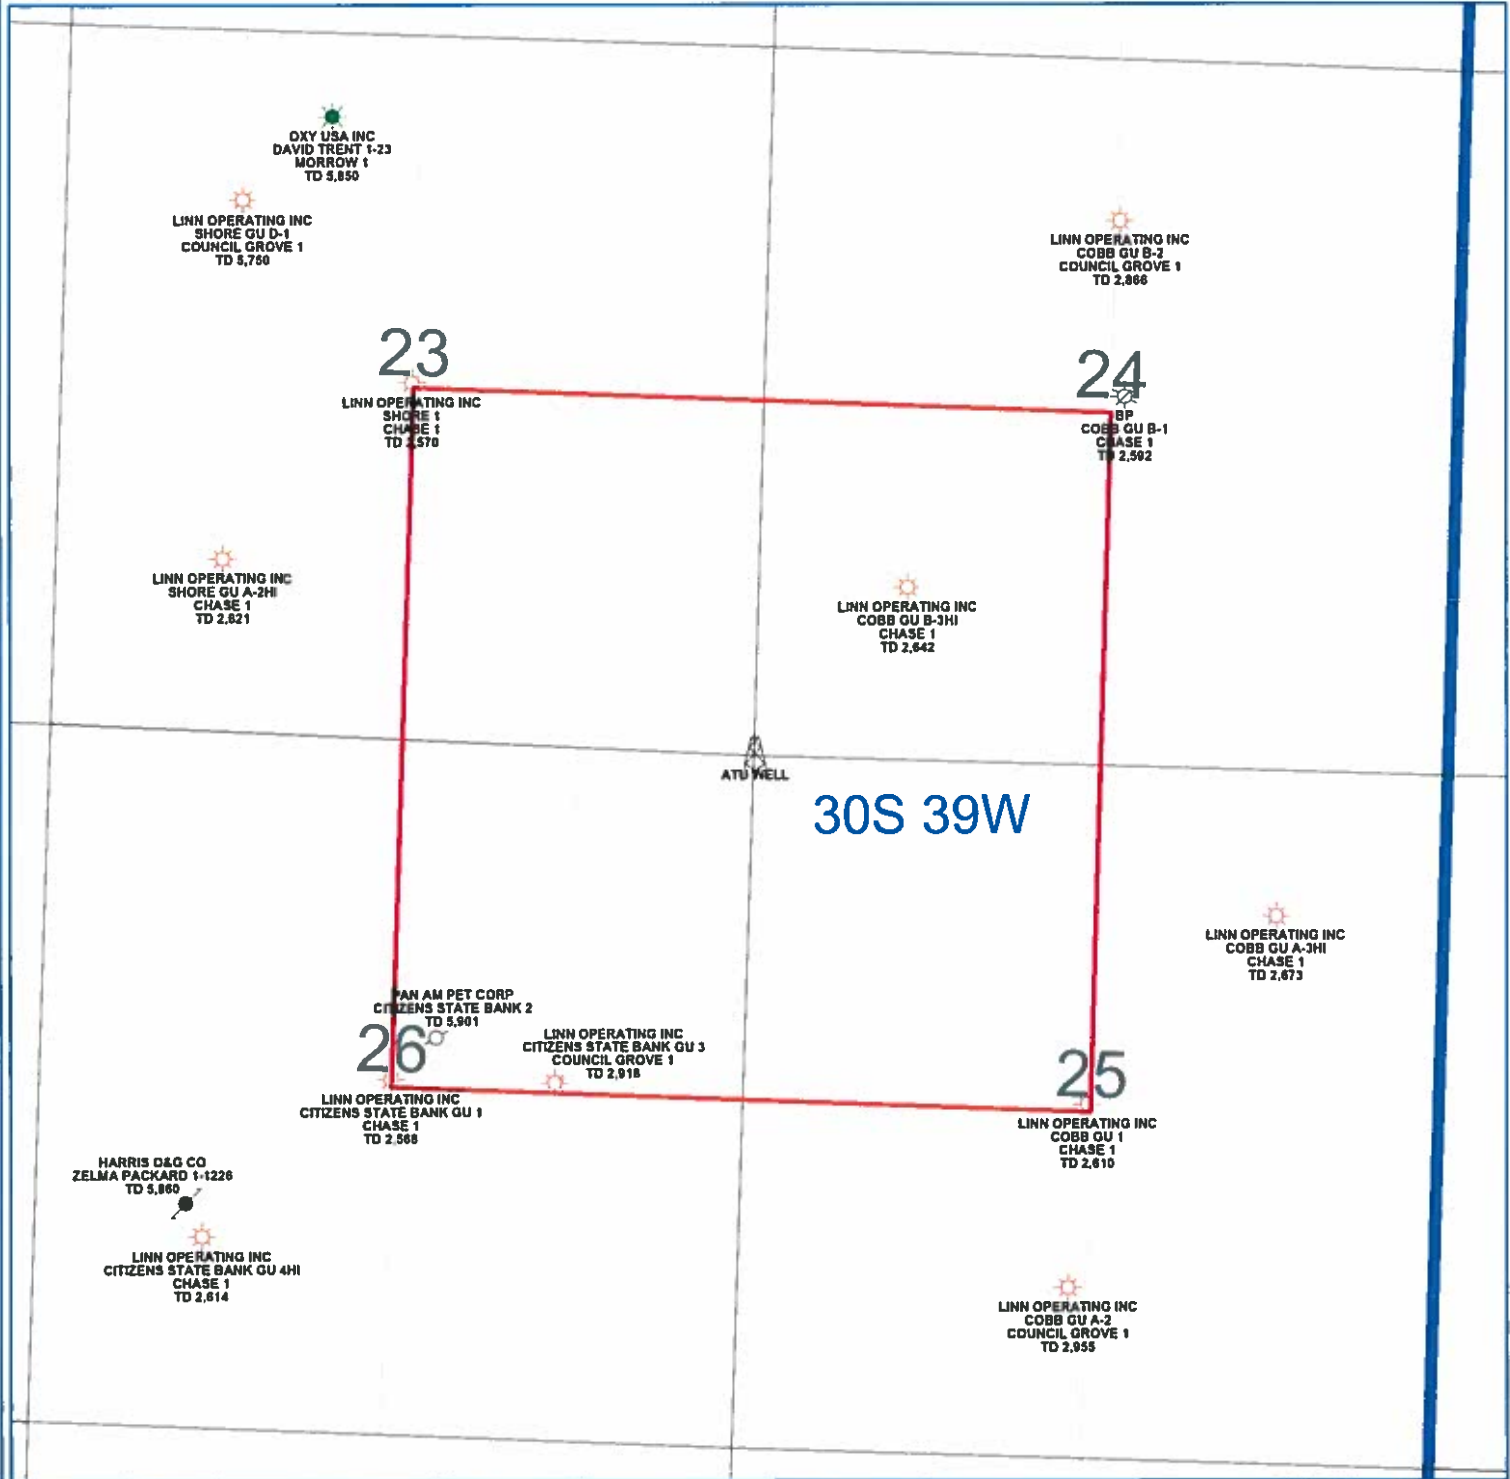 OXY USA INC
DAVID TRENT 1-23
MORROW 1
TD 5,850
LINN OPERATING INC
SHORE GU D-1
COUNCIL GROVE 1
TD 5,750
LINN OPERATING INC
COBB GU B-2
COUNCIL GROVE 1
TD 2,866
23
LINN OPERATING INC
SHORE 1
CHASE 1
TD 2,570
24
BP
COBB GU B-1
CHASE 1
TD 2,592
LINN OPERATING INC
SHORE GU A-2HI
CHASE 1
TD 2,621
LINN OPERATING INC
COBB GU B-3HI
CHASE 1
TD 2,642
ATU WELL
30S 39W
LINN OPERATING INC
COBB GU A-3HI
CHASE 1
TD 2,673
PAN AM PET CORP
CITIZENS STATE BANK 2
TD 5,901
26
LINN OPERATING INC
CITIZENS STATE BANK GU 3
COUNCIL GROVE 1
TD 2,918
25
LINN OPERATING INC
CITIZENS STATE BANK GU 1
CHASE 1
TD 2,568
LINN OPERATING INC
COBB GU 1
CHASE 1
TD 2,610
HARRIS O&G CO
ZELMA PACKARD 1-1226
TD 5,860
LINN OPERATING INC
CITIZENS STATE BANK GU 4HI
CHASE 1
TD 2,614
LINN OPERATING INC
COBB GU A-2
COUNCIL GROVE 1
TD 2,955